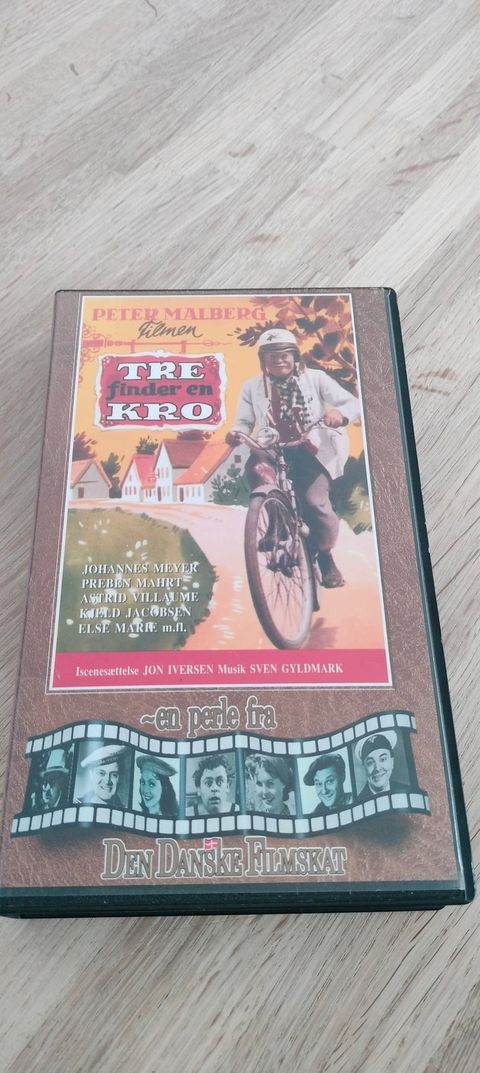 PETER MALBERG
Filmen
TRE
finder en
KRO
JOHANNES MEYER
PREBEN MAHRT
ASTRID VILLAUME
KJELD JACOBSEN
ELSE MARIE m.fl.
Iscenesættelse JON IVERSEN Musik SVEN GYLDMARK
~en perle fra
DEN DANSKE FILMSKAT